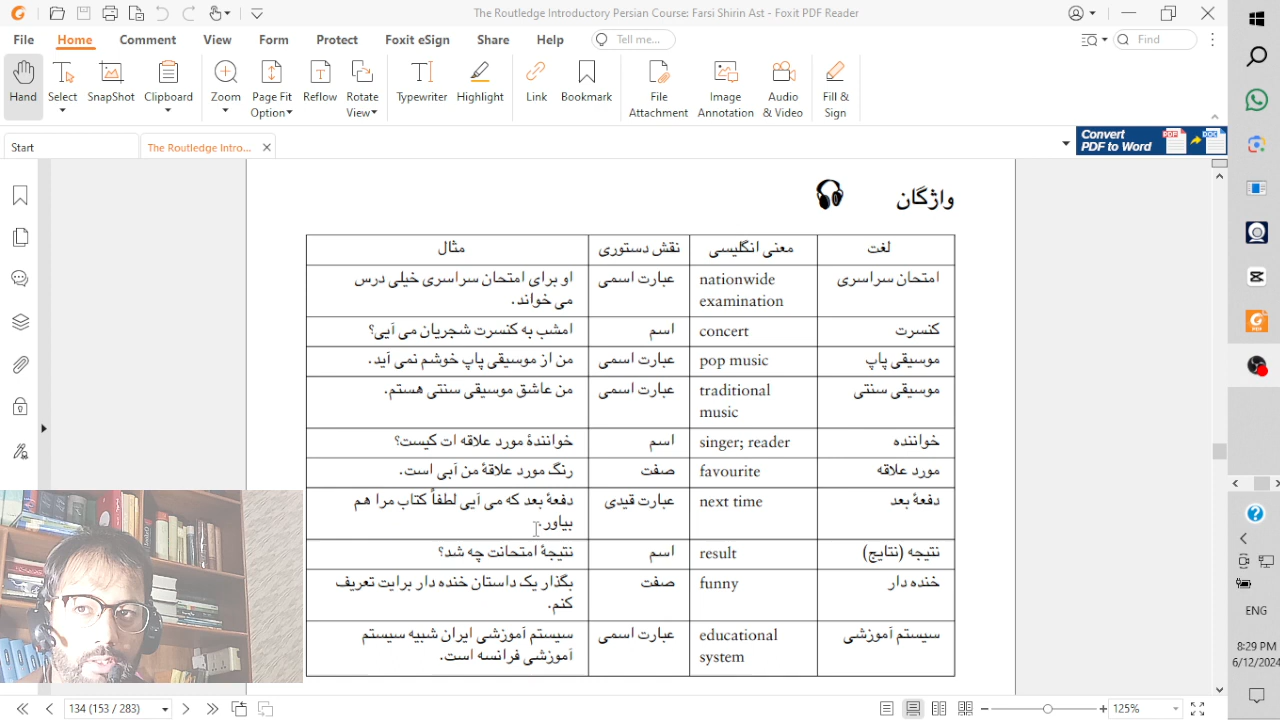 The Routledge Introductory Persian Course: Farsi Shirin Ast - Foxit PDF Reader
File Home Comment View Form Protect Foxit eSign Share Help Tell me... Find
Hand Select SnapShot Clipboard Zoom Page Fit Option Reflow Rotate View Typewriter Highlight Link Bookmark File Attachment Image Annotation Audio & Video Fill & Sign
Start The Routledge Intro...
Convert PDF to Word
واژگان
لغت معنی انگلیسی نقش دستوری مثال
امتحان سراسری nationwide examination عبارت اسمی او برای امتحان سراسری خیلی درس
می خواند.
کنسرت concert اسم امشب به کنسرت شجریان می آیی؟
موسیقی پاپ pop music عبارت اسمی من از موسیقی پاپ خوشم نمی آید.
موسیقی سنتی traditional music عبارت اسمی من عاشق موسیقی سنتی هستم.
خواننده singer; reader اسم خوانندۀ مورد علاقه ات کیست؟
مورد علاقه favourite صفت رنگ مورد علاقۀ من آبی است.
دفعۀ بعد next time عبارت قیدی دفعۀ بعد که می آیی لطفاً کتاب مرا هم
بیاور.
نتیجه (نتایج) result اسم نتیجۀ امتحانت چه شد؟
خنده دار funny صفت بگذار یک داستان خنده دار برایت تعریف
کنم.
سیستم آموزشی educational system عبارت اسمی سیستم آموزشی ایران شبیه سیستم
آموزشی فرانسه است.
134 (153 / 283)
125%
ENG
8:29 PM
6/12/2024